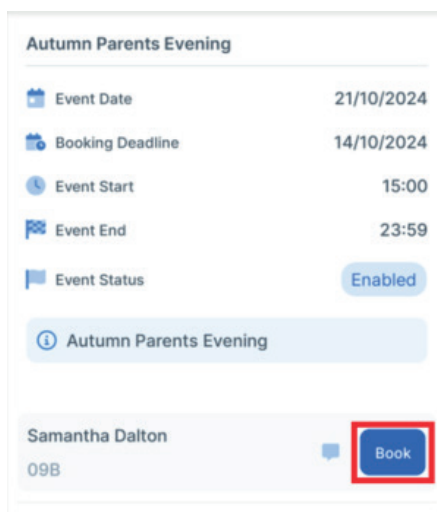 Autumn Parents Evening
Event Date 21/10/2024
Booking Deadline 14/10/2024
Event Start 15:00
Event End 23:59
Event Status Enabled
Autumn Parents Evening
Samantha Dalton
Book
09B